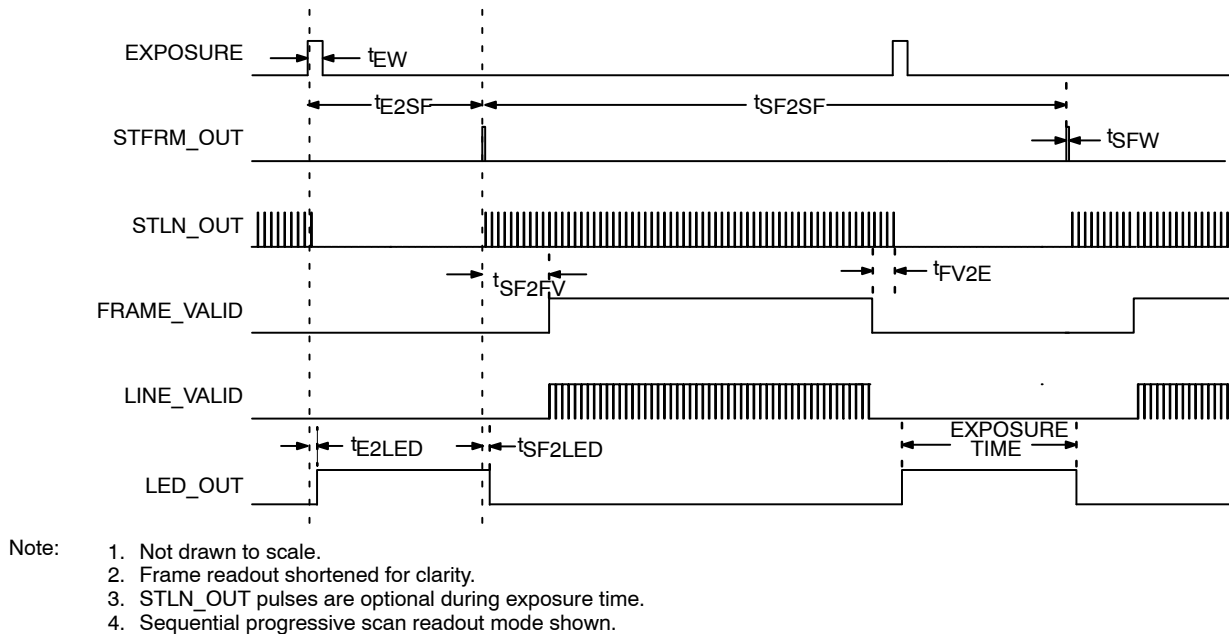 EXPOSURE
tEW
tE2SF
tSF2SF
STFRM_OUT
tSFW
STLN_OUT
tSF2FV
tFV2E
FRAME_VALID
LINE_VALID
tE2LED
tSF2LED
EXPOSURE
TIME
LED_OUT
Note:
1. Not drawn to scale.
2. Frame readout shortened for clarity.
3. STLN_OUT pulses are optional during exposure time.
4. Sequential progressive scan readout mode shown.